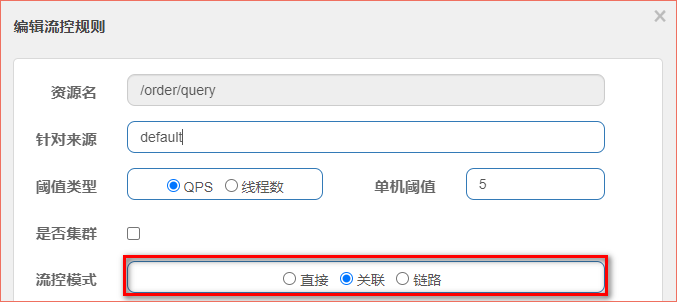 编辑流控规则 ×
资源名 /order/query
针对来源 default
阈值类型 QPS 线程数 单机阈值 5
是否集群
流控模式 直接 关联 链路